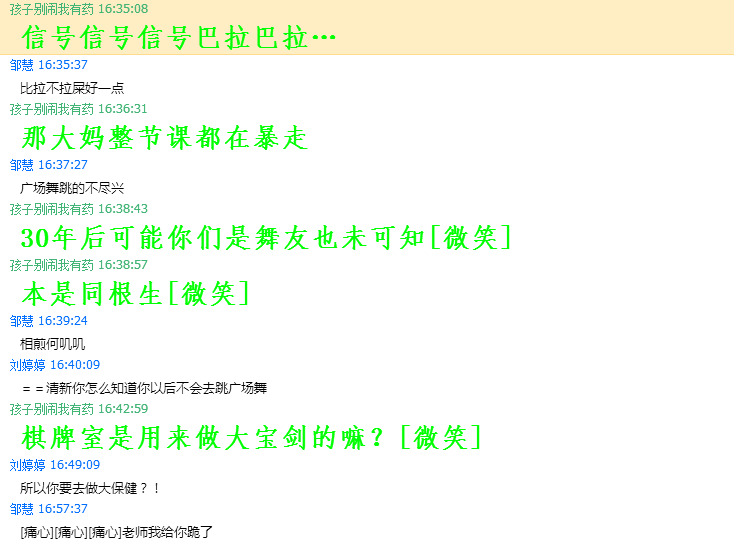 孩子别闹我有药 16:35:08
信号信号信号巴拉巴拉…
邹慧 16:35:37
比拉不拉屎好一点
孩子别闹我有药 16:36:31
那大妈整节课都在暴走
邹慧 16:37:27
广场舞跳的不尽兴
孩子别闹我有药 16:38:43
30年后可能你们是舞友也未可知[微笑]
孩子别闹我有药 16:38:57
本是同根生[微笑]
邹慧 16:39:24
相煎何叽叽
刘婷婷 16:40:09
＝＝清新你怎么知道你以后不会去跳广场舞
孩子别闹我有药 16:42:59
棋牌室是用来做大宝剑的嘛？[微笑]
刘婷婷 16:49:09
所以你要去做大保健？！
邹慧 16:57:37
[痛心][痛心][痛心]老师我给你跪了